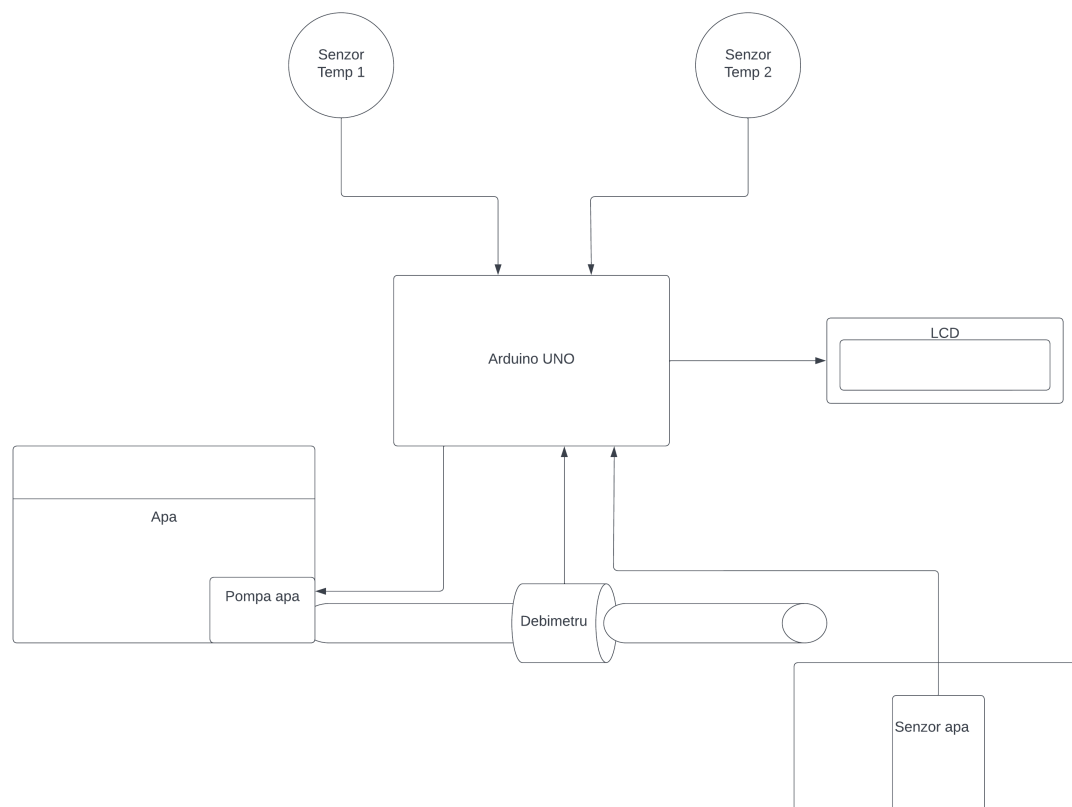 Senzor
Temp 1
Senzor
Temp 2
Arduino UNO
LCD
Apa
Pompa apa
Debimetru
Senzor apa